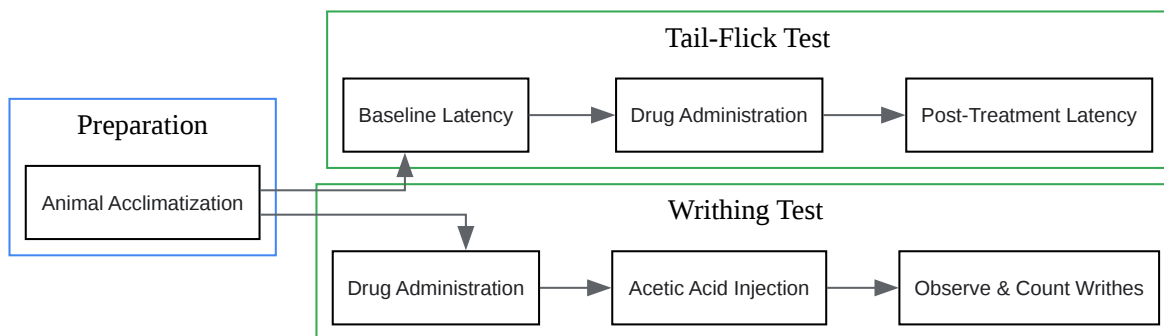 Preparation
Animal Acclimatization
Tail-Flick Test
Baseline Latency
Drug Administration
Post-Treatment Latency
Writhing Test
Drug Administration
Acetic Acid Injection
Observe & Count Writhes